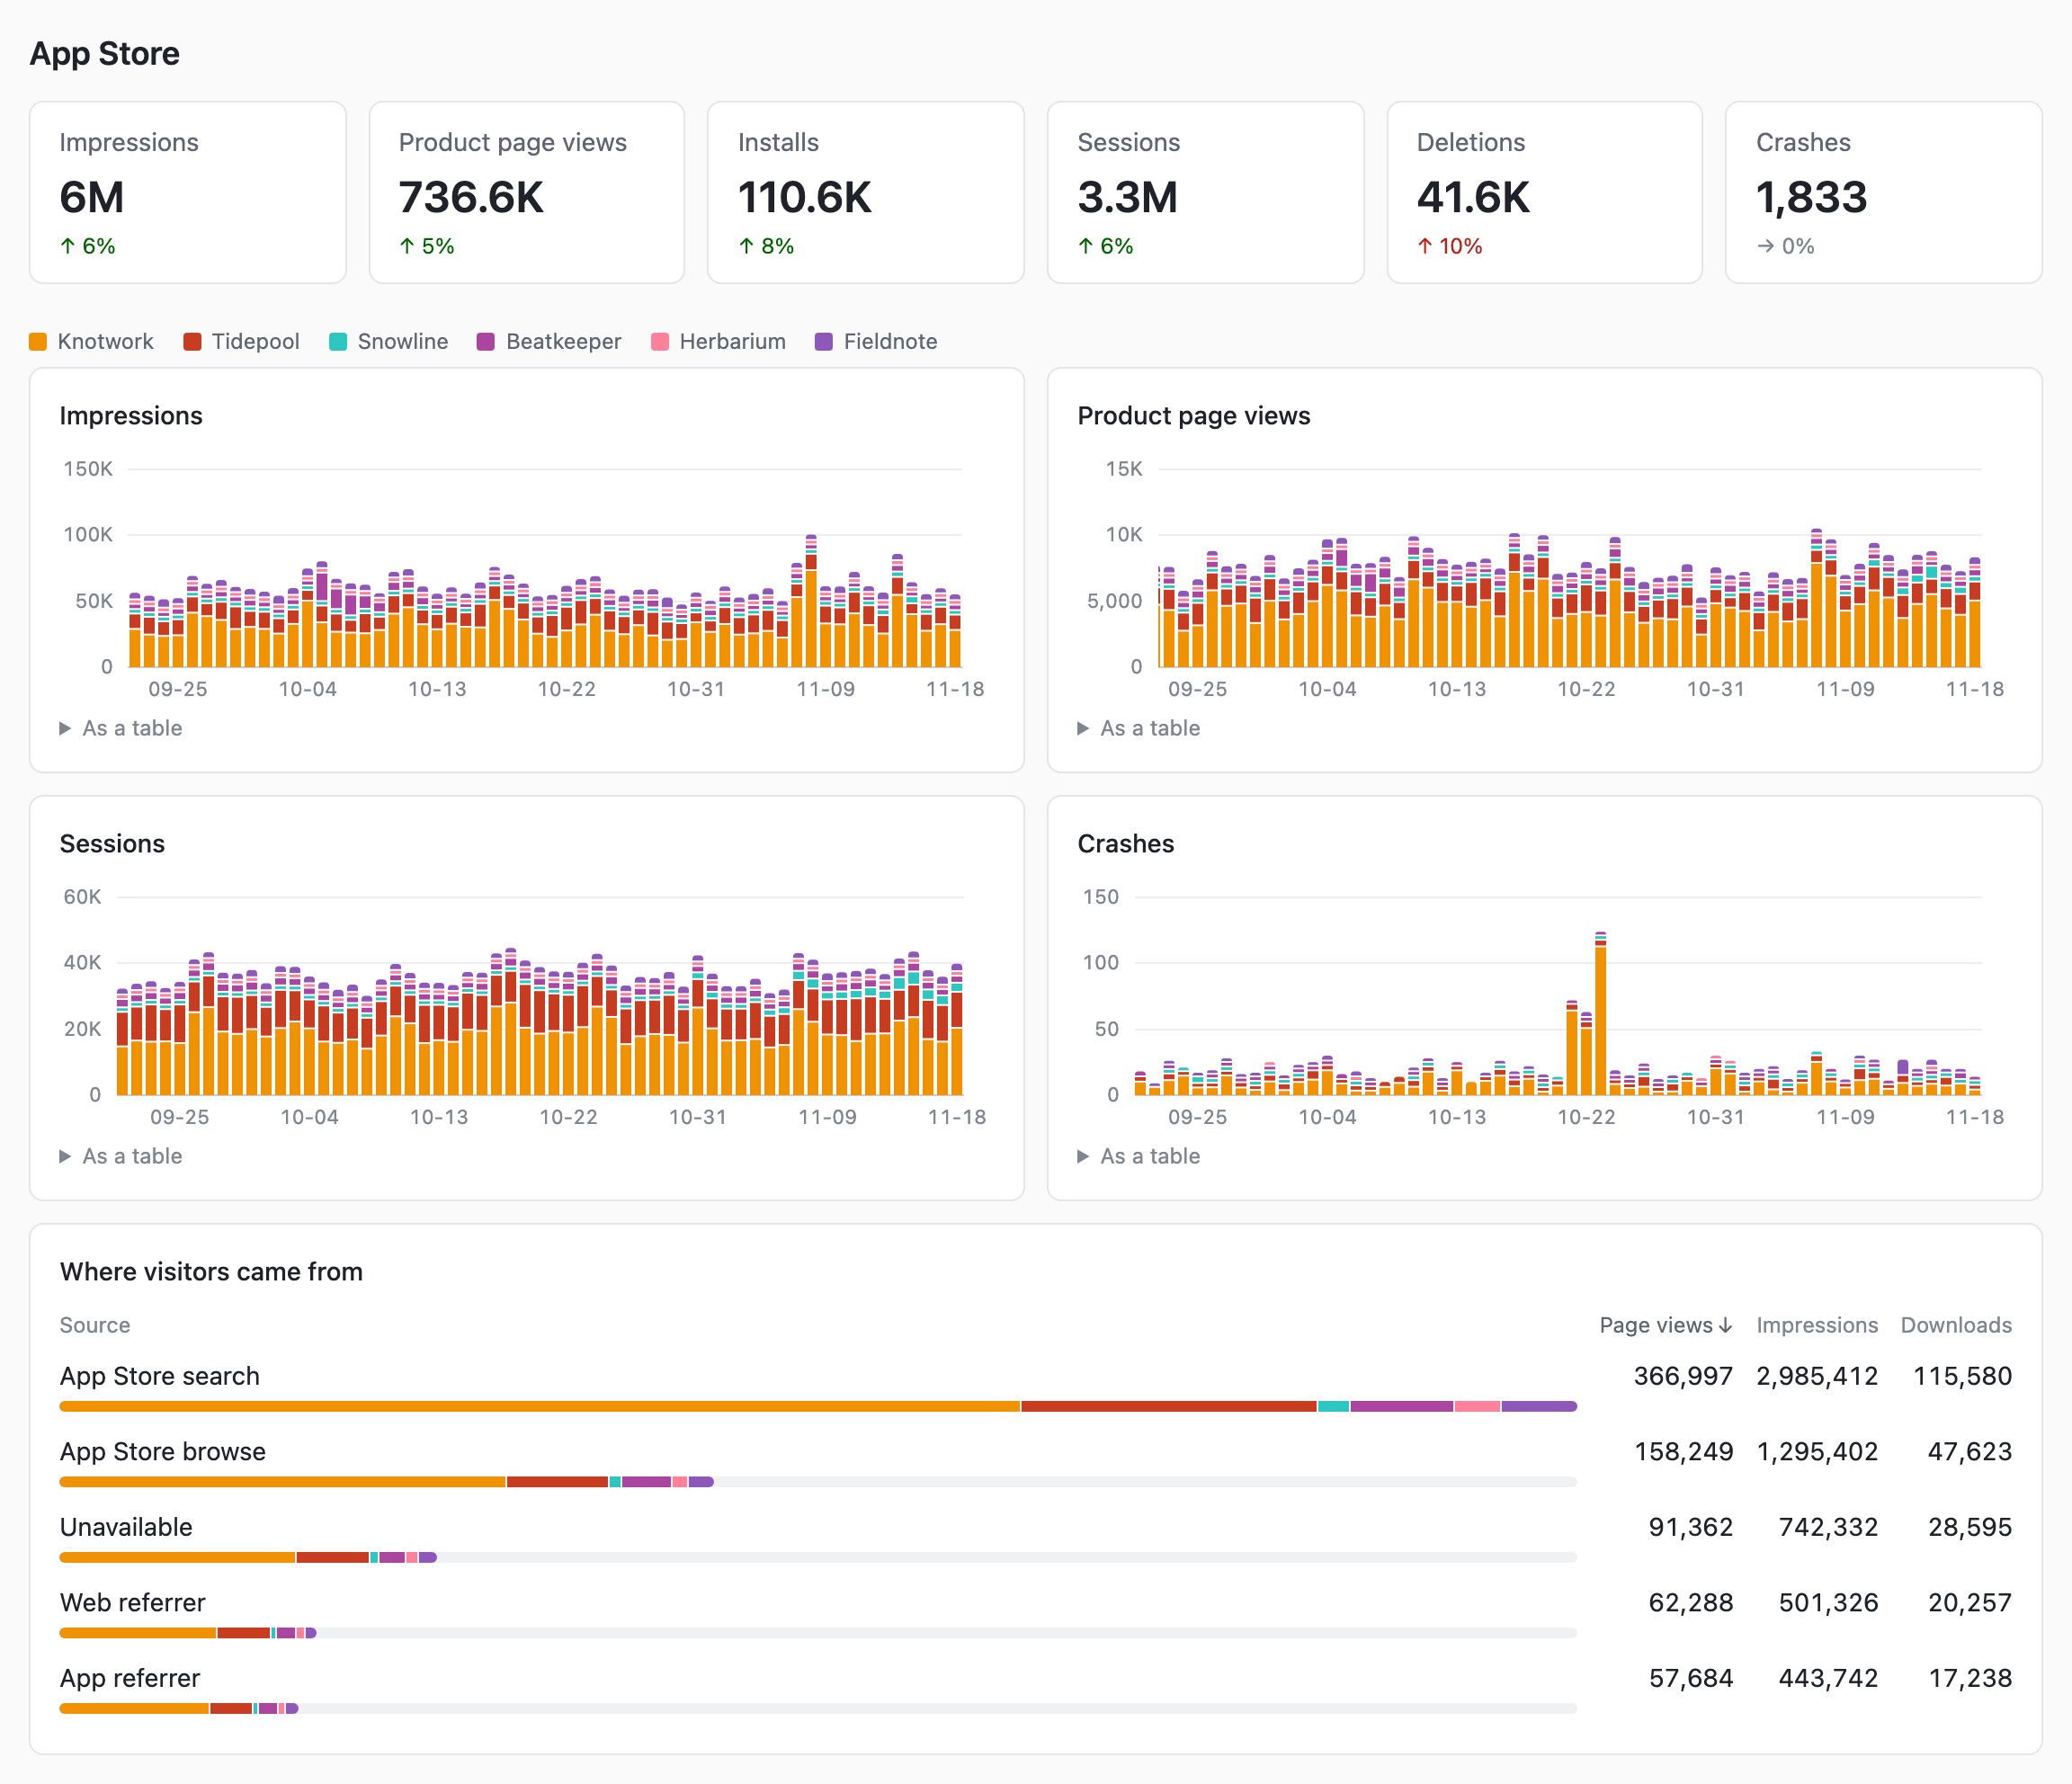 App Store
Impressions
6M
↑ 6%
Product page views
736.6K
↑ 5%
Installs
110.6K
↑ 8%
Sessions
3.3M
↑ 6%
Deletions
41.6K
↑ 10%
Crashes
1,833
→ 0%
Knotwork Tidepool Snowline Beatkeeper Herbarium Fieldnote
Impressions
150K
100K
50K
0
09-25 10-04 10-13 10-22 10-31 11-09 11-18
▶ As a table
Product page views
15K
10K
5,000
0
09-25 10-04 10-13 10-22 10-31 11-09 11-18
▶ As a table
Sessions
60K
40K
20K
0
09-25 10-04 10-13 10-22 10-31 11-09 11-18
▶ As a table
Crashes
150
100
50
0
09-25 10-04 10-13 10-22 10-31 11-09 11-18
▶ As a table
Where visitors came from
Source Page views ↓ Impressions Downloads
App Store search 366,997 2,985,412 115,580
App Store browse 158,249 1,295,402 47,623
Unavailable 91,362 742,332 28,595
Web referrer 62,288 501,326 20,257
App referrer 57,684 443,742 17,238